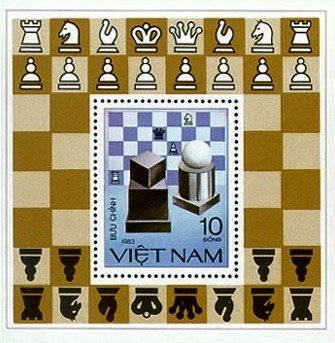 BƯU CHÍNH
1983
10
ĐỒNG
VIỆT NAM